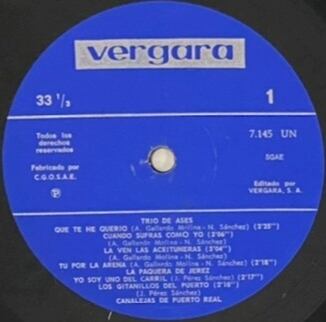 vergara
33 1/3
1
Todos los
derechos
reservados
7.145 UN
SGAE
Fabricado por
C.G.O.S.A.E.
Editado por
VERGARA, S. A.
TRIO DE ASES
QUE TE HE QUERIO (A. Gallardo Molina - N. Sánchez) (2'25'')
CUANDO SUFRAS COMO YO (2'06'')
(A. Gallardo Molina - N. Sánchez)
LA VEN LAS ACEITUNERAS (2'04'')
(A. Gallardo Molina - N. Sánchez)
TU POR LA ARENA (A. Gallardo Molina - N. Sánchez) (2'18'')
LA PAQUERA DE JEREZ
YO SOY UNO DEL CARRIL (J. Pérez Sánchez) (2'17'')
LOS GITANILLOS DEL PUERTO (2'16'')
(J. Pérez Sánchez)
CANALEJAS DE PUERTO REAL